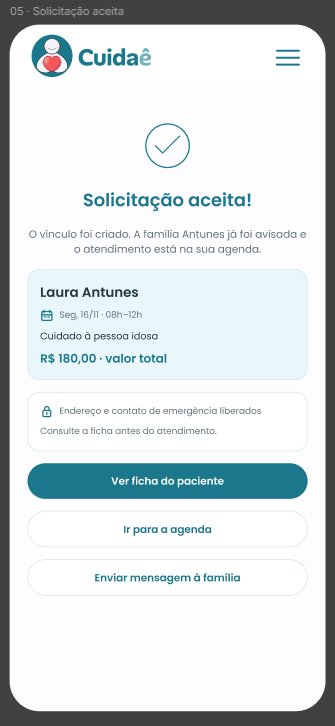 05 - Solicitação aceita
Cuidaê
Solicitação aceita!
O vínculo foi criado. A família Antunes já foi avisada e
o atendimento está na sua agenda.
Laura Antunes
Seg, 16/11 · 08h–12h
Cuidado à pessoa idosa
R$ 180,00 · valor total
Endereço e contato de emergência liberados
Consulte a ficha antes do atendimento.
Ver ficha do paciente
Ir para a agenda
Enviar mensagem à família